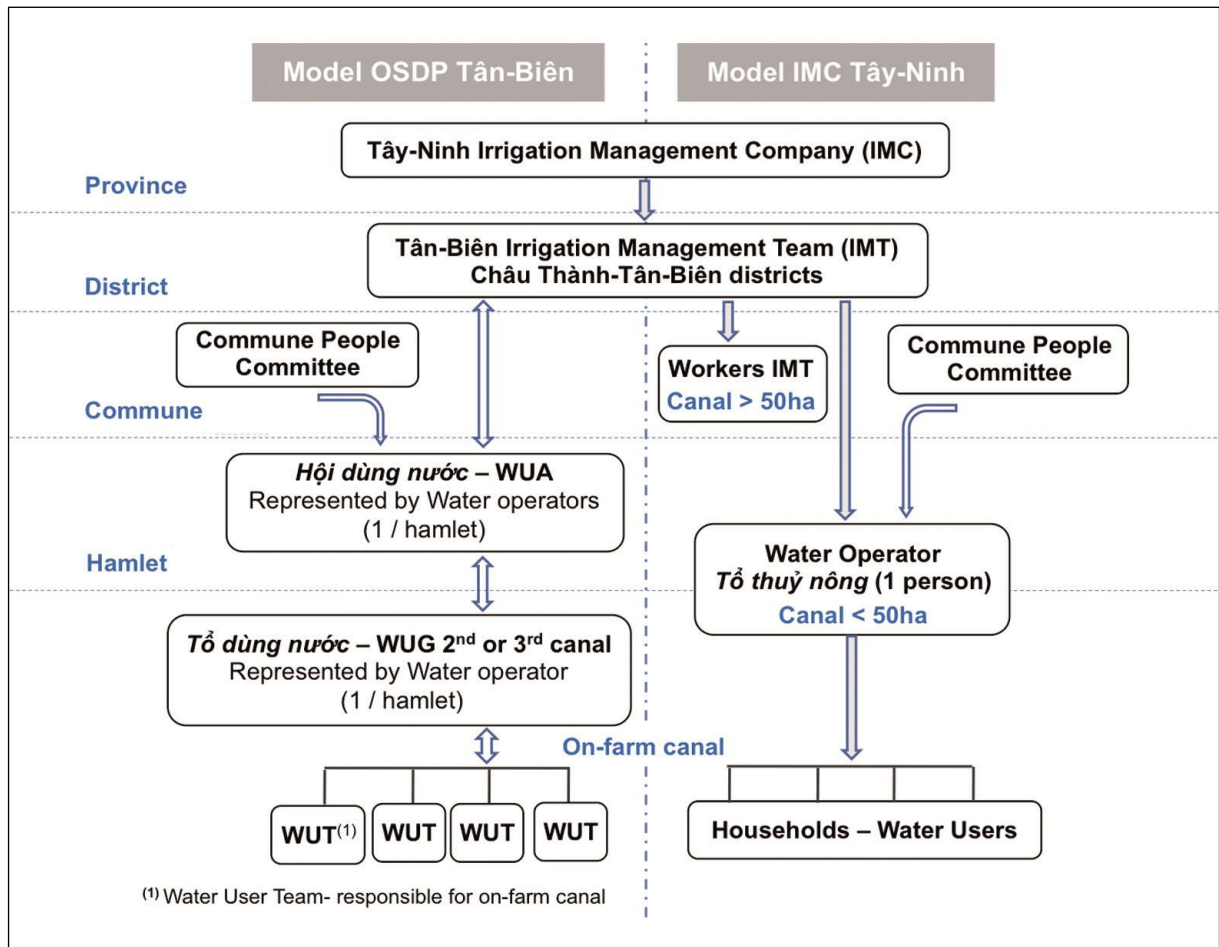 Model OSDP Tân-Biên
Model IMC Tây-Ninh
Tây-Ninh Irrigation Management Company (IMC)
Province
Tân-Biên Irrigation Management Team (IMT)
Châu Thành-Tân-Biên districts
District
Commune People
Committee
Workers IMT
Canal > 50ha
Commune People
Committee
Commune
Hội dùng nước – WUA
Represented by Water operators
(1 / hamlet)
Water Operator
Tổ thuỷ nông (1 person)
Canal < 50ha
Hamlet
Tổ dùng nước – WUG 2nd or 3rd canal
Represented by Water operator
(1 / hamlet)
On-farm canal
WUT(1)
WUT
WUT
WUT
Households – Water Users
(1) Water User Team- responsible for on-farm canal